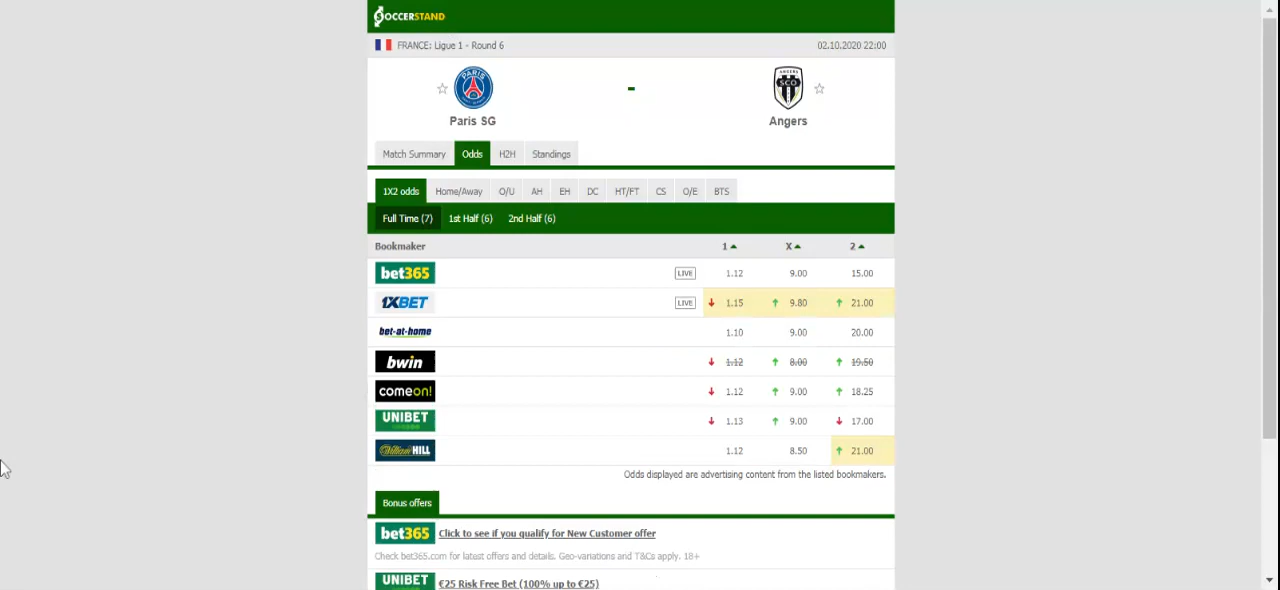 SOCCERSTAND
FRANCE: Ligue 1 - Round 6 02.10.2020 22:00
PARIS
ANGERS
SCO
-
Paris SG Angers
Match Summary Odds H2H Standings
1X2 odds Home/Away O/U AH EH DC HT/FT CS O/E BTS
Full Time (7) 1st Half (6) 2nd Half (6)
Bookmaker 1 X 2
bet365 LIVE 1.12 9.00 15.00
1XBET LIVE 1.15 9.80 21.00
bet-at-home 1.10 9.00 20.00
bwin 1.12 8.00 19.50
comeon! 1.12 9.00 18.25
UNIBET 1.13 9.00 17.00
William HILL 1.12 8.50 21.00
Odds displayed are advertising content from the listed bookmakers.
Bonus offers
bet365 Click to see if you qualify for New Customer offer
Check bet365.com for latest offers and details. Geo-variations and T&Cs apply. 18+
UNIBET €25 Risk Free Bet (100% up to €25)